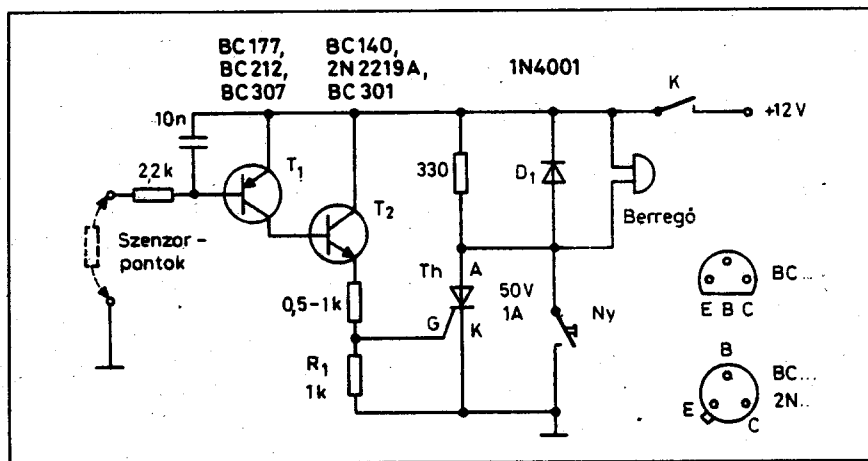 BC177,
BC212,
BC307
BC140,
2N2219A,
BC301
1N4001
K
+12V
10n
2,2k
T1
T2
330
D1
Berregő
Szenzor-
pontok
Th
A
G
K
50V
1A
Ny
0,5-1k
R1
1k
BC...
E B C
B
BC...
2N..
E
C